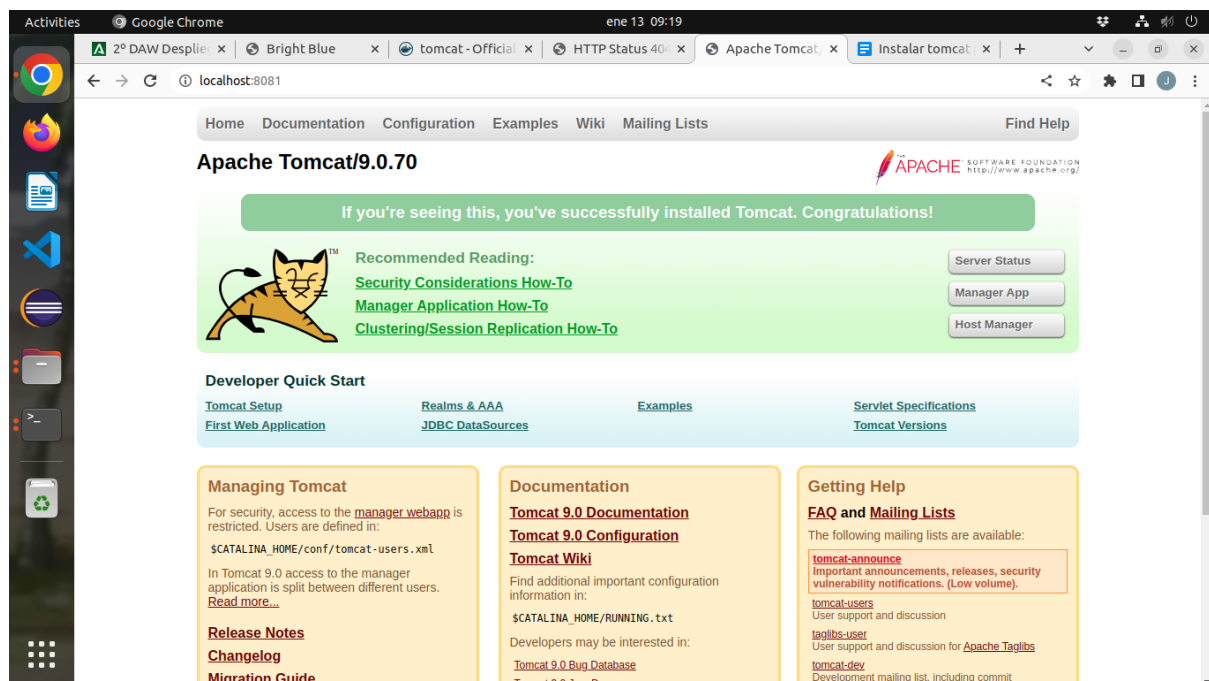 Activities
Google Chrome
ene 13 09:19
2º DAW Desplie
Bright Blue
tomcat - Official
HTTP Status 404
Apache Tomcat/
Instalar tomcat
localhost:8081
J
Home Documentation Configuration Examples Wiki Mailing Lists
Find Help
Apache Tomcat/9.0.70
THE
APACHE SOFTWARE FOUNDATION
http://www.apache.org/
If you're seeing this, you've successfully installed Tomcat. Congratulations!
TM
Recommended Reading:
Security Considerations How-To
Manager Application How-To
Clustering/Session Replication How-To
Server Status
Manager App
Host Manager
Developer Quick Start
Tomcat Setup
First Web Application
Realms & AAA
JDBC DataSources
Examples
Servlet Specifications
Tomcat Versions
Managing Tomcat
For security, access to the manager webapp is
restricted. Users are defined in:
$CATALINA_HOME/conf/tomcat-users.xml
In Tomcat 9.0 access to the manager
application is split between different users.
Read more...
Release Notes
Changelog
Migration Guide
Documentation
Tomcat 9.0 Documentation
Tomcat 9.0 Configuration
Tomcat Wiki
Find additional important configuration
information in:
$CATALINA_HOME/RUNNING.txt
Developers may be interested in:
Tomcat 9.0 Bug Database
Getting Help
FAQ and Mailing Lists
The following mailing lists are available:
tomcat-announce
Important announcements, releases, security
vulnerability notifications. (Low volume).
tomcat-users
User support and discussion
taglibs-user
User support and discussion for Apache Taglibs
tomcat-dev
Development mailing list, including commit